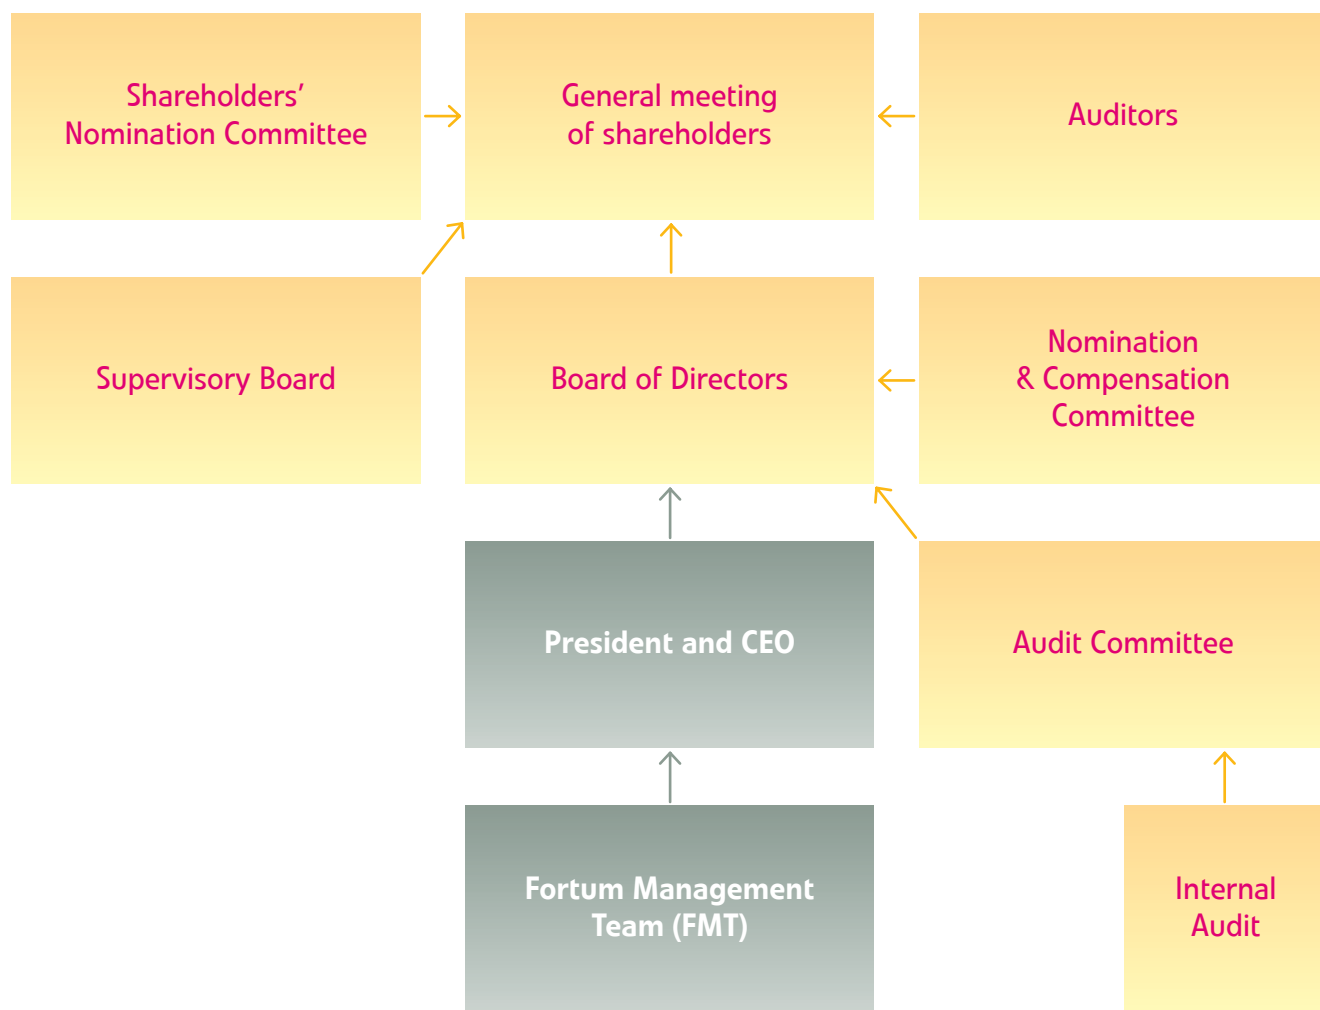 Shareholders’
Nomination Committee
General meeting
of shareholders
Auditors
Supervisory Board
Board of Directors
Nomination
& Compensation
Committee
President and CEO
Audit Committee
Fortum Management
Team (FMT)
Internal
Audit